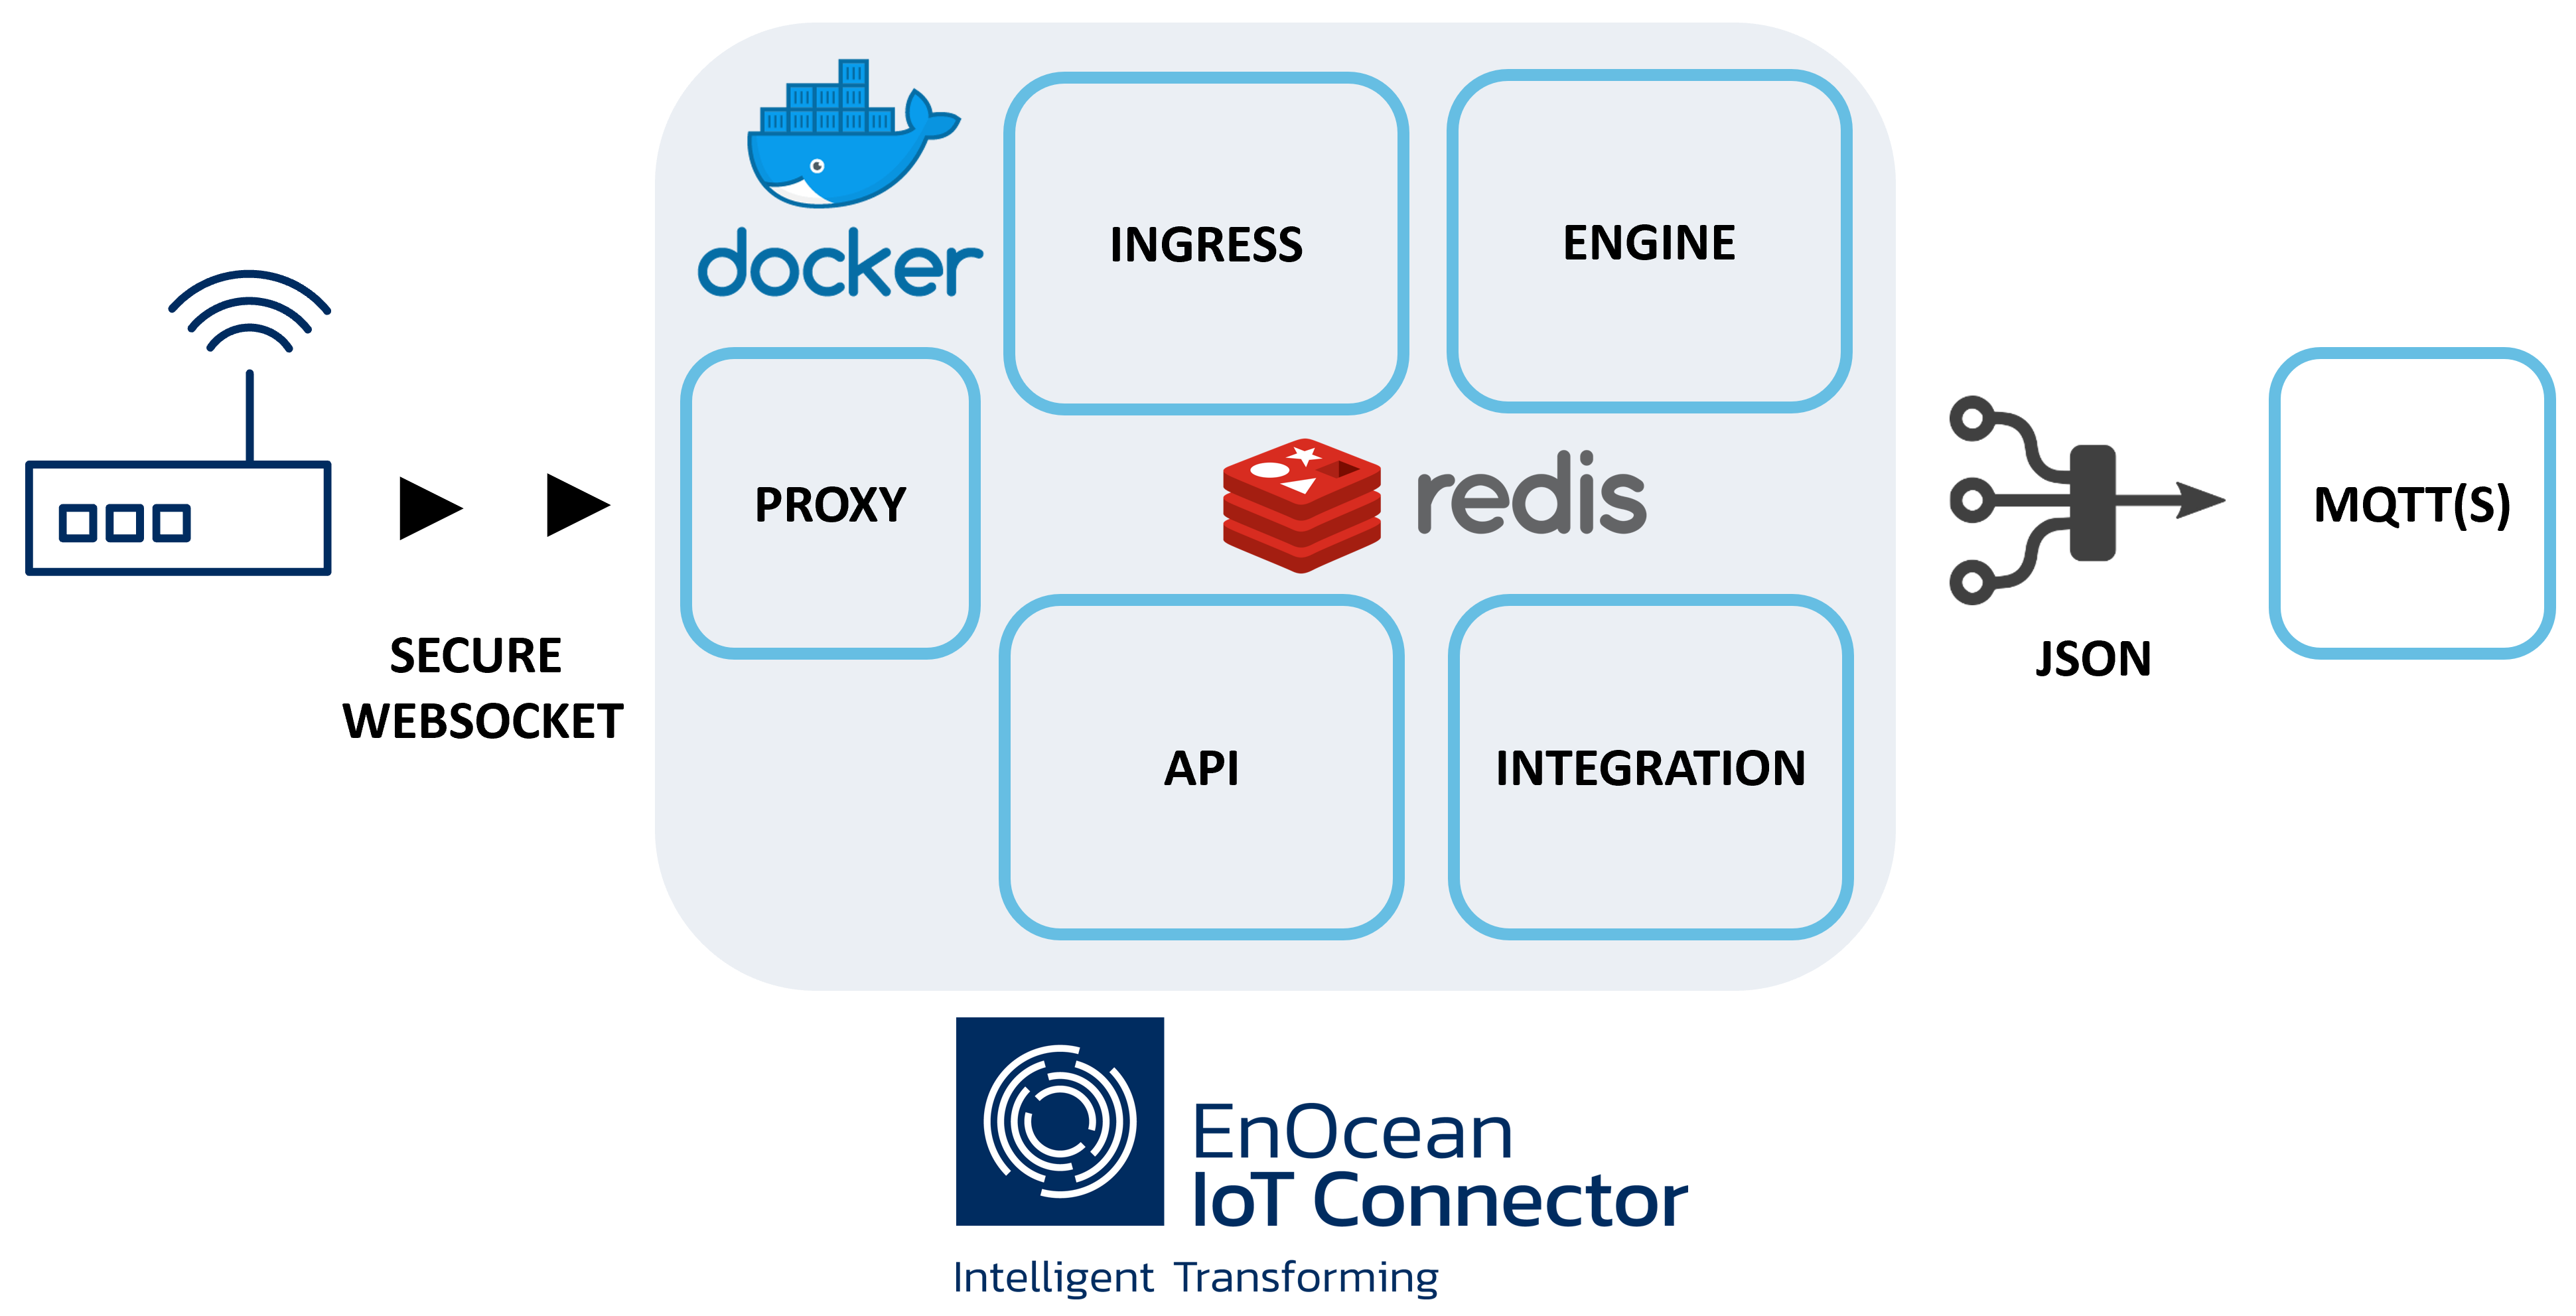 docker
INGRESS
ENGINE
PROXY
redis
MQTT(S)
SECURE
WEBSOCKET
JSON
API
INTEGRATION
EnOcean
IoT Connector
Intelligent Transforming